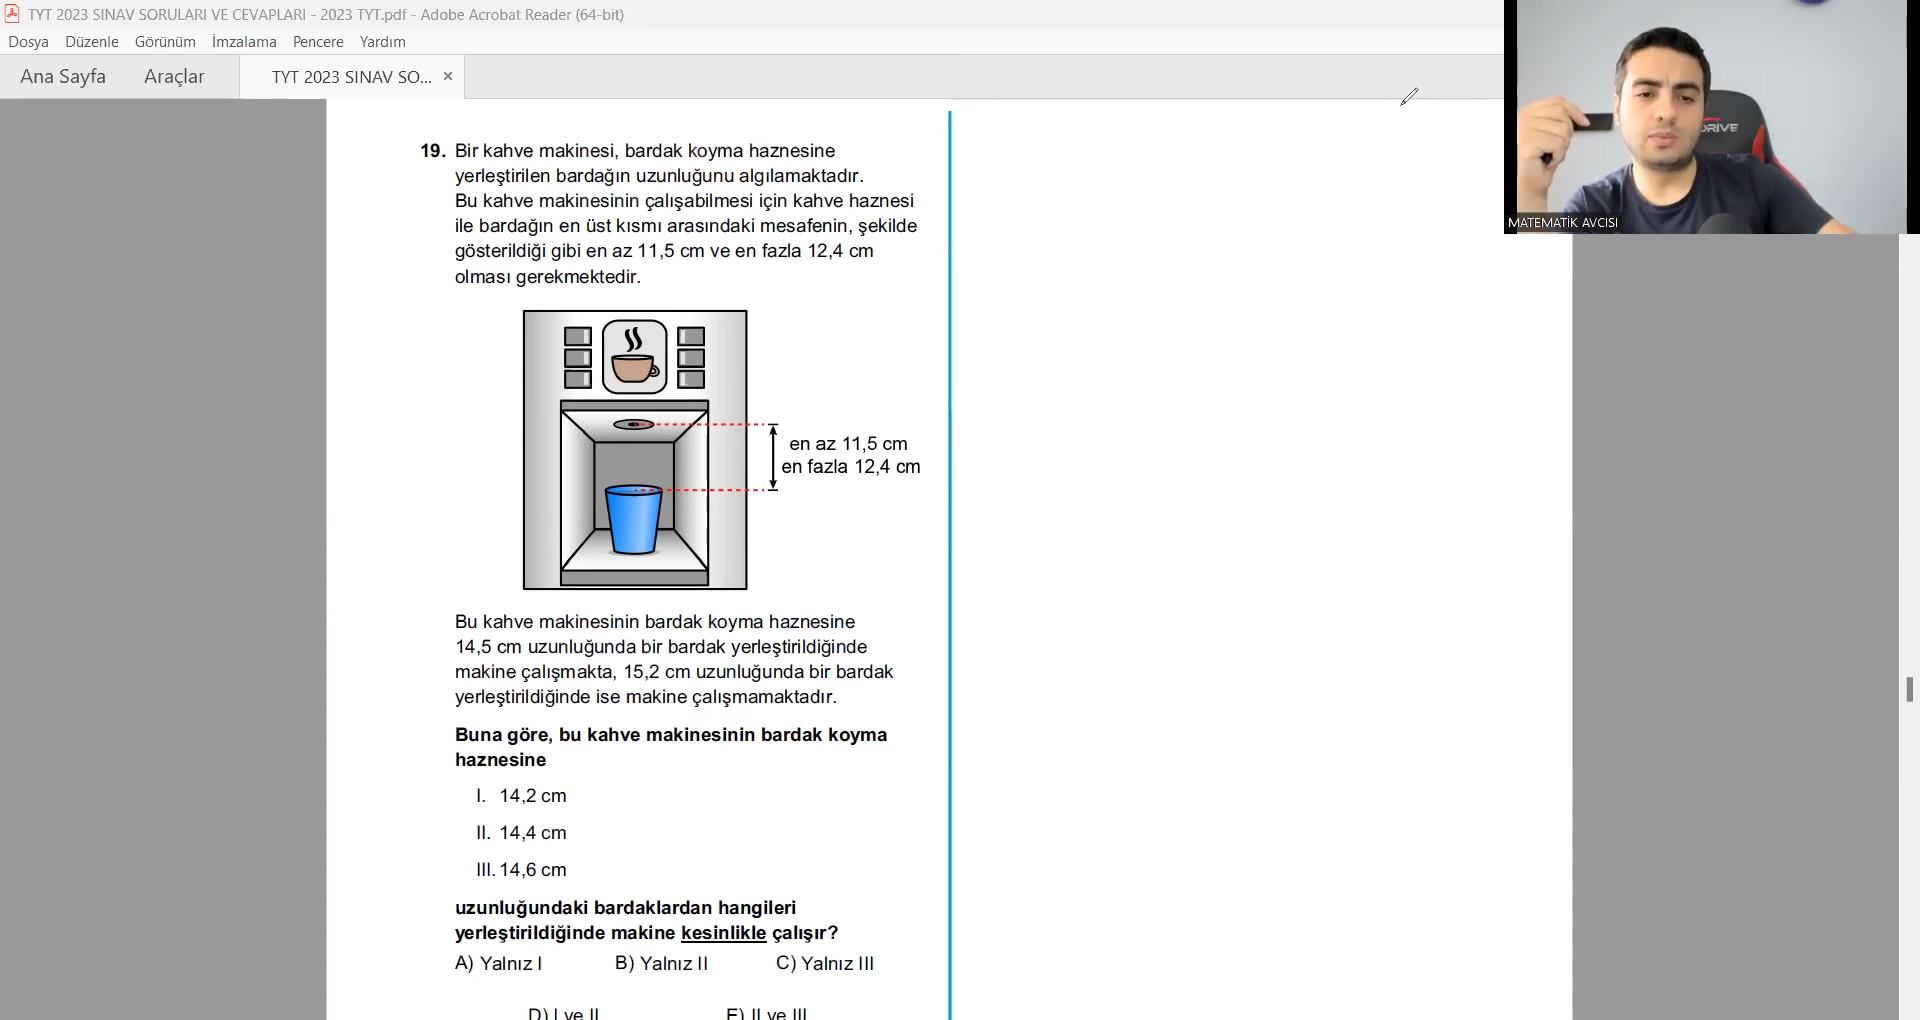 TYT 2023 SINAV SORULARI VE CEVAPLARI - 2023 TYT.pdf - Adobe Acrobat Reader (64-bit)
Dosya Düzenle Görünüm İmzalama Pencere Yardım
Ana Sayfa Araçlar TYT 2023 SINAV SO... ×
DRIVE
MATEMATİK AVCISI
19. Bir kahve makinesi, bardak koyma haznesine
yerleştirilen bardağın uzunluğunu algılamaktadır.
Bu kahve makinesinin çalışabilmesi için kahve haznesi
ile bardağın en üst kısmı arasındaki mesafenin, şekilde
gösterildiği gibi en az 11,5 cm ve en fazla 12,4 cm
olması gerekmektedir.
en az 11,5 cm
en fazla 12,4 cm
Bu kahve makinesinin bardak koyma haznesine
14,5 cm uzunluğunda bir bardak yerleştirildiğinde
makine çalışmakta, 15,2 cm uzunluğunda bir bardak
yerleştirildiğinde ise makine çalışmamaktadır.
Buna göre, bu kahve makinesinin bardak koyma
haznesine
I. 14,2 cm
II. 14,4 cm
III. 14,6 cm
uzunluğundaki bardaklardan hangileri
yerleştirildiğinde makine kesinlikle çalışır?
A) Yalnız I B) Yalnız II C) Yalnız III
D) I ve II E) II ve III